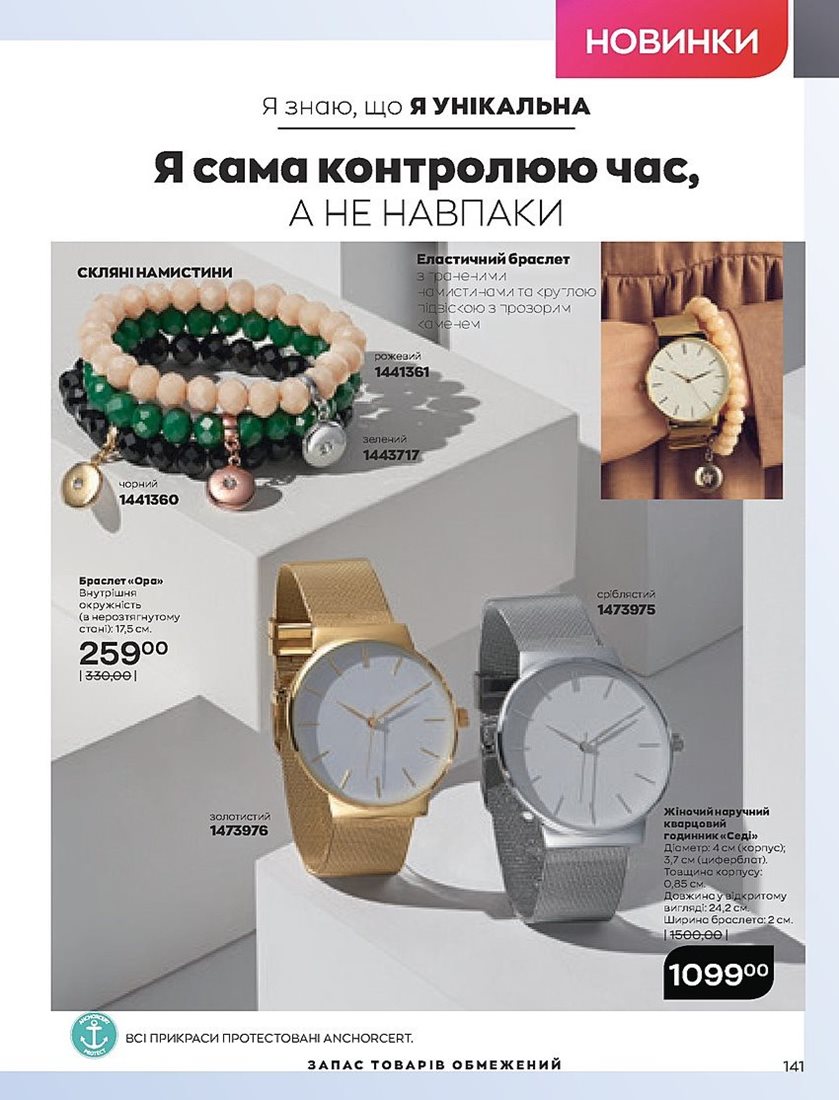 НОВИНКИ
Я знаю, що Я УНІКАЛЬНА
Я сама контролюю час,
А НЕ НАВПАКИ
СКЛЯНІ НАМИСТИНИ
Еластичний браслет
з граненими
намистинами та круглою
підвіскою з прозорим
каменем
рожевий
1441361
зелений
1443717
чорний
1441360
Браслет «Ора»
Внутрішня
окружність
(в нерозтягнутому
стані): 17,5 см.
259⁰⁰
| 330,00 |
сріблястий
1473975
золотистий
1473976
Жіночий наручний
кварцовий
годинник «Седі»
Діаметр: 4 см (корпус);
3,7 см (циферблат).
Товщина корпусу:
0,85 см.
Довжина у відкритому
вигляді: 24,2 см.
Ширина браслета: 2 см.
| 1500,00 |
1099⁰⁰
ANCHORCERT
PROTECT
ВСІ ПРИКРАСИ ПРОТЕСТОВАНІ ANCHORCERT.
ЗАПАС ТОВАРІВ ОБМЕЖЕНИЙ
141